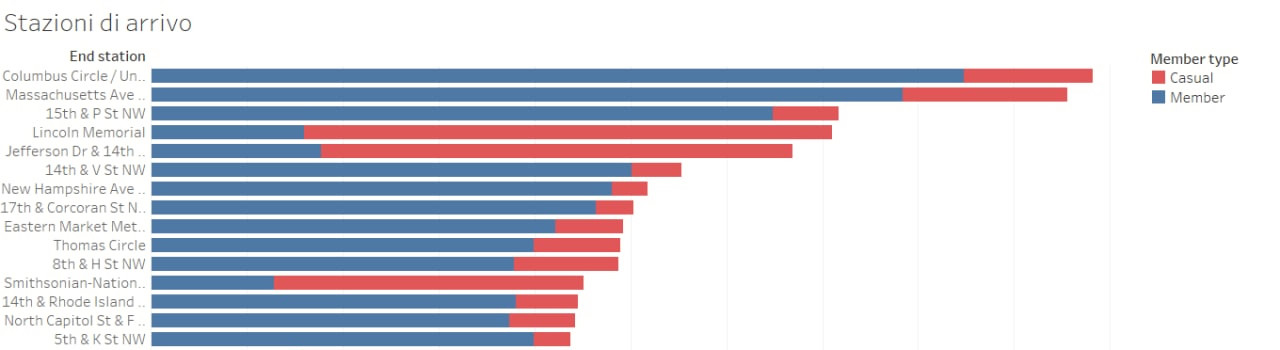 Stazioni di arrivo
End station
Columbus Circle / Un..
Massachusetts Ave ..
15th & P St NW
Lincoln Memorial
Jefferson Dr & 14th ..
14th & V St NW
New Hampshire Ave ..
17th & Corcoran St N..
Eastern Market Met..
Thomas Circle
8th & H St NW
Smithsonian-Nation..
14th & Rhode Island ..
North Capitol St & F ..
5th & K St NW
Member type
Casual
Member